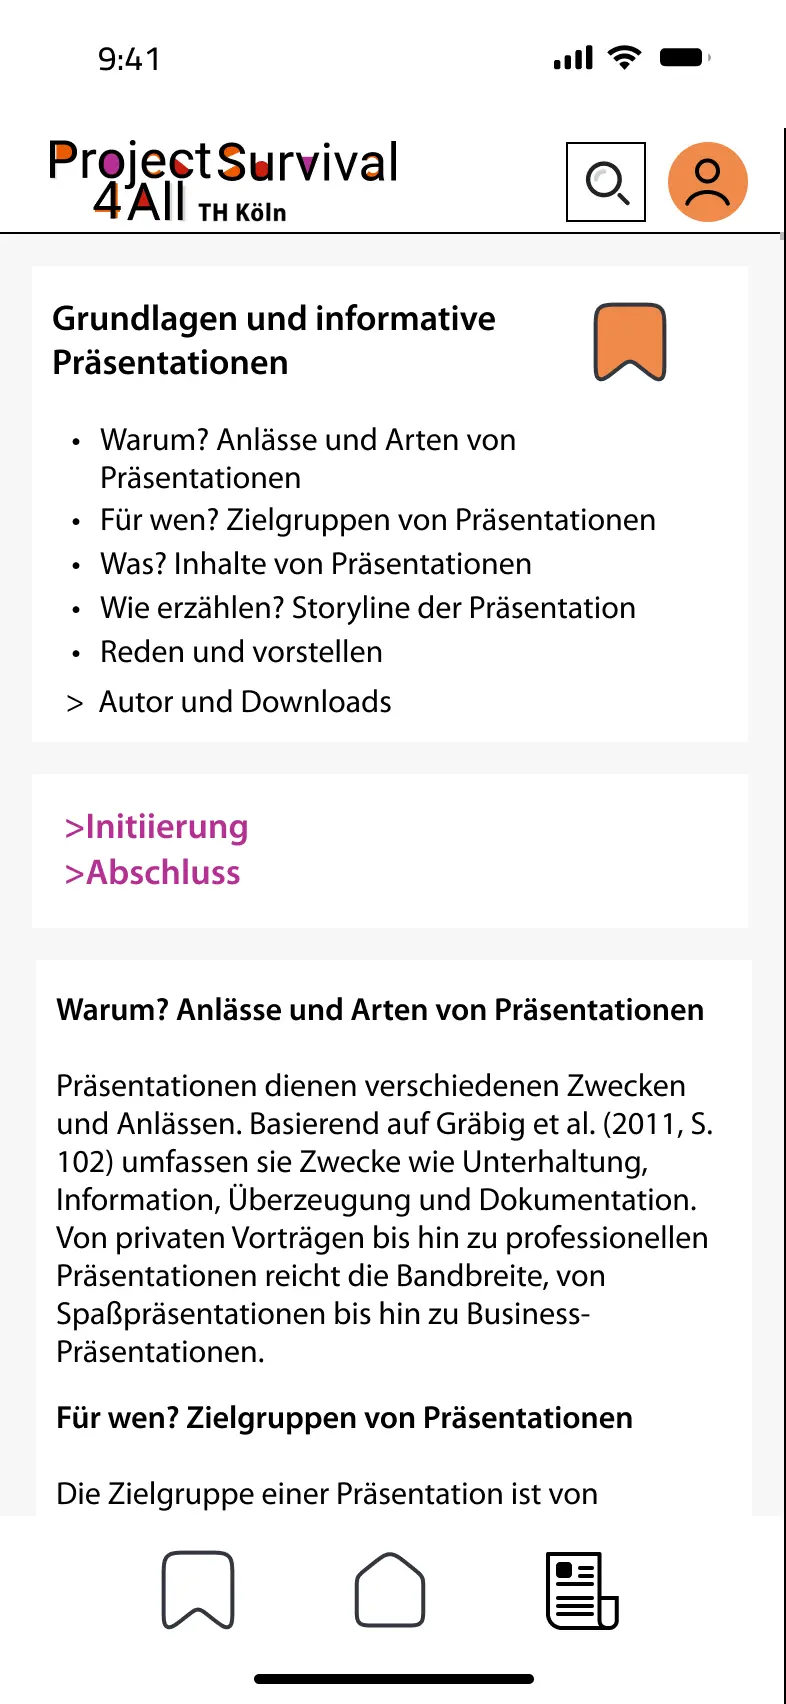 9:41
Project Survival
4 All TH Köln
Grundlagen und informative
Präsentationen
• Warum? Anlässe und Arten von
Präsentationen
• Für wen? Zielgruppen von Präsentationen
• Was? Inhalte von Präsentationen
• Wie erzählen? Storyline der Präsentation
• Reden und vorstellen
> Autor und Downloads
>Initiierung
>Abschluss
Warum? Anlässe und Arten von Präsentationen
Präsentationen dienen verschiedenen Zwecken
und Anlässen. Basierend auf Gräbig et al. (2011, S.
102) umfassen sie Zwecke wie Unterhaltung,
Information, Überzeugung und Dokumentation.
Von privaten Vorträgen bis hin zu professionellen
Präsentationen reicht die Bandbreite, von
Spaßpräsentationen bis hin zu Business-
Präsentationen.
Für wen? Zielgruppen von Präsentationen
Die Zielgruppe einer Präsentation ist von